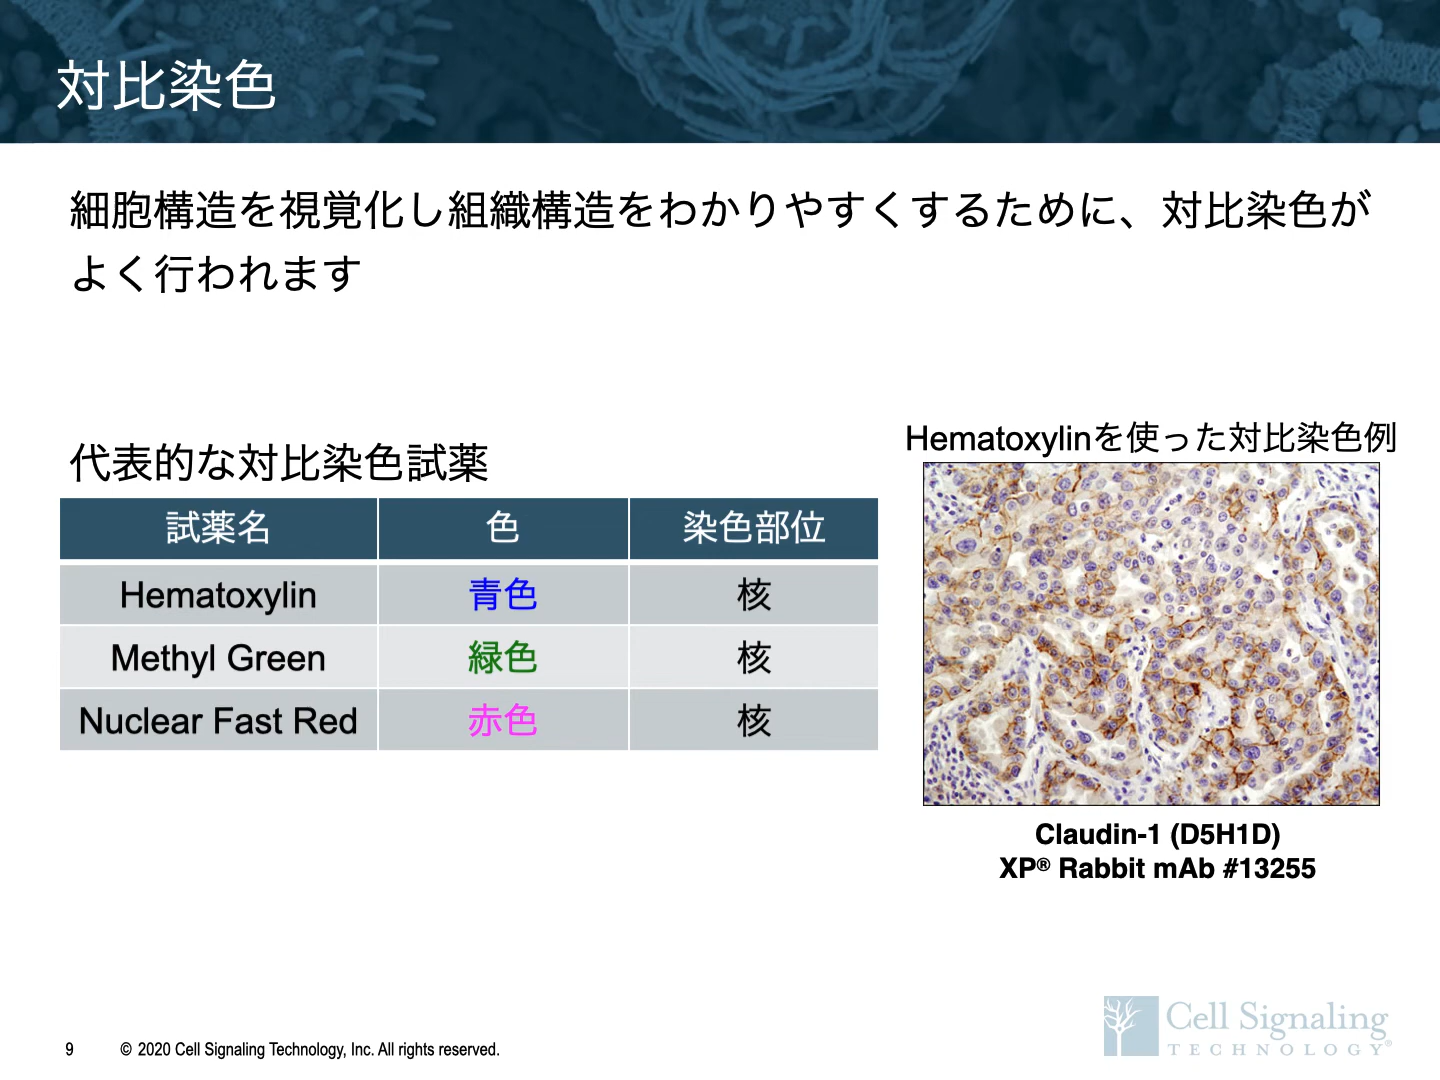 対比染色
細胞構造を視覚化し組織構造をわかりやすくするために、対比染色が
よく行われます
代表的な対比染色試薬
試薬名 色 染色部位
Hematoxylin 青色 核
Methyl Green 緑色 核
Nuclear Fast Red 赤色 核
Hematoxylinを使った対比染色例
Claudin-1 (D5H1D)
XP® Rabbit mAb #13255
9 © 2020 Cell Signaling Technology, Inc. All rights reserved.
Cell Signaling
TECHNOLOGY®